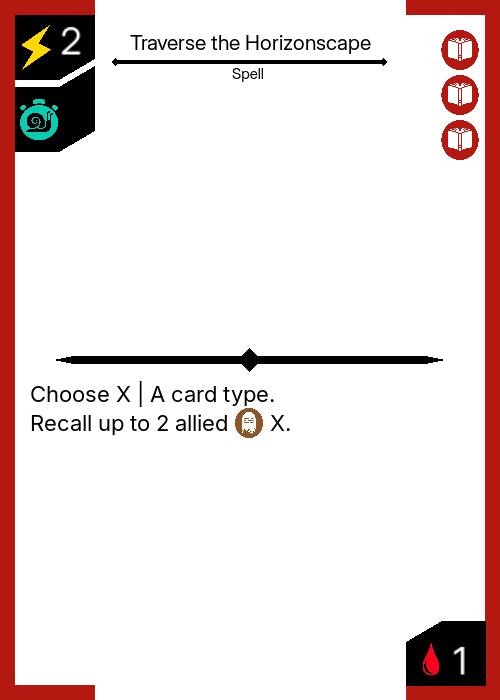 2
Traverse the Horizonscape
Spell
Choose X | A card type.
Recall up to 2 allied X.
1